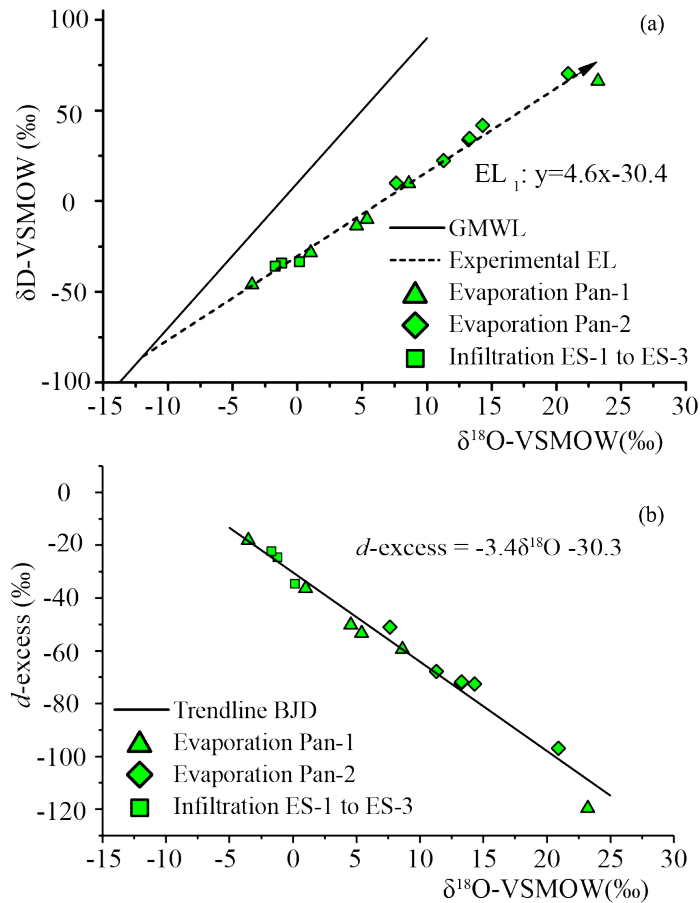 (a)
100
50
0
-50
-100
δD-VSMOW (‰)
EL 1: y=4.6x-30.4
GMWL
Experimental EL
Evaporation Pan-1
Evaporation Pan-2
Infiltration ES-1 to ES-3
-15 -10 -5 0 5 10 15 20 25 30
δ¹⁸O-VSMOW(‰)
(b)
0
-20
-40
-60
-80
-100
-120
d-excess (‰)
d-excess = -3.4δ¹⁸O -30.3
Trendline BJD
Evaporation Pan-1
Evaporation Pan-2
Infiltration ES-1 to ES-3
-15 -10 -5 0 5 10 15 20 25 30
δ¹⁸O-VSMOW(‰)